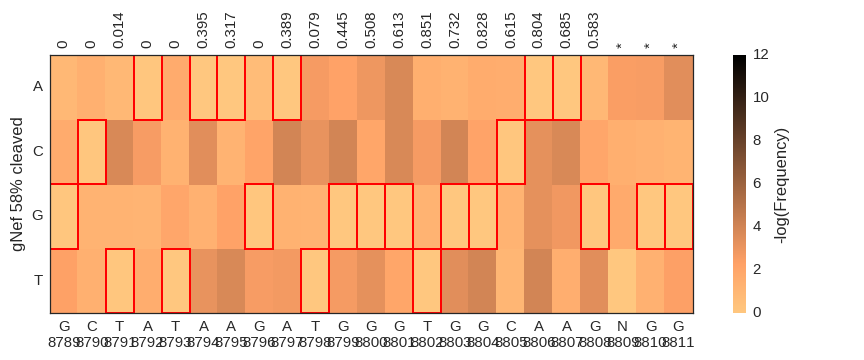 0 0 0.014 0 0 0.395 0.317 0 0.389 0.079 0.445 0.508 0.613 0.851 0.732 0.828 0.615 0.804 0.685 0.583 * * *
A
C
G
T
gNef 58% cleaved
G C T A T A A G A T G G G T G G C A A G N G G
8789 8790 8791 8792 8793 8794 8795 8796 8797 8798 8799 8800 8801 8802 8803 8804 8805 8806 8807 8808 8809 8810 8811
12
10
8
6
4
2
0
-log(Frequency)